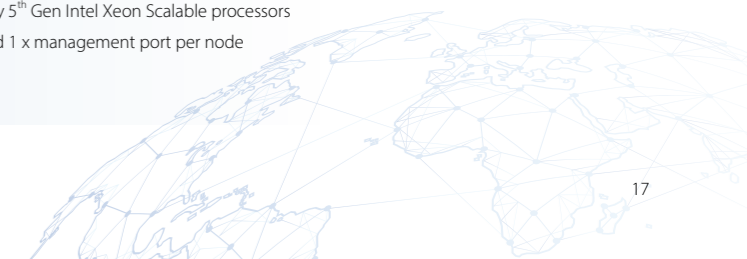 5th Gen Intel Xeon Scalable processors
1 x management port per node
17